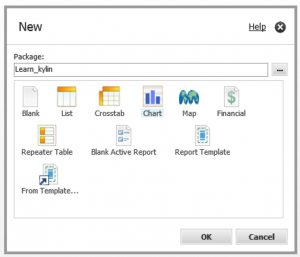 New
Help
Package:
Learn_kylin
...
Blank List Crosstab Chart Map Financial
Repeater Table Blank Active Report Report Template
From Template...
OK Cancel